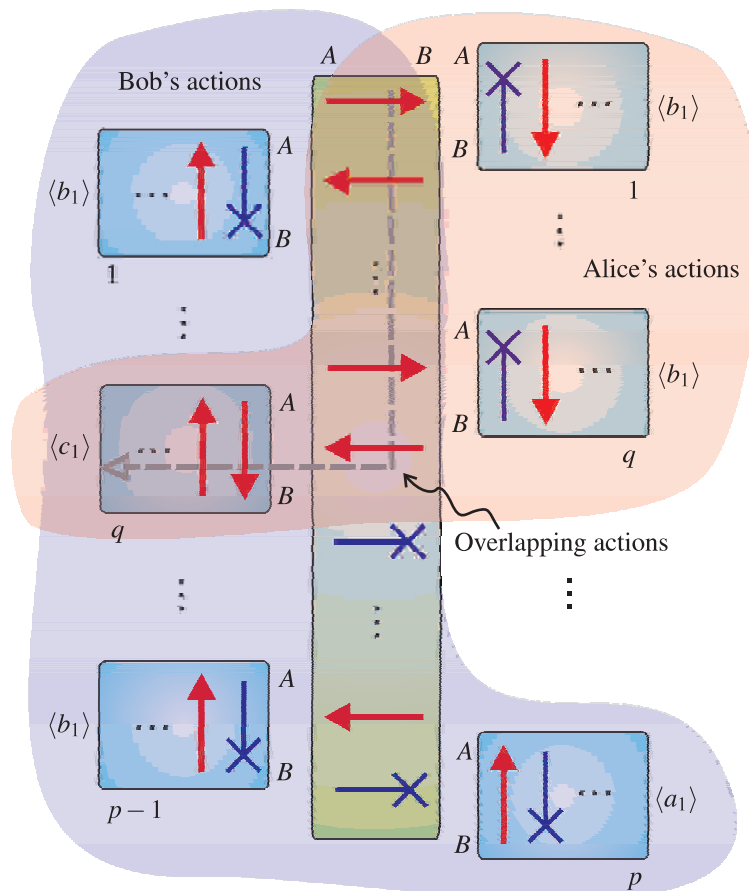 A B
Bob's actions
A
B
⟨b₁⟩
1
A
B
⟨b₁⟩
1
Alice's actions
A
B
⟨b₁⟩
q
A
B
⟨c₁⟩
q
Overlapping actions
A
B
⟨b₁⟩
p − 1
A
B
⟨a₁⟩
p